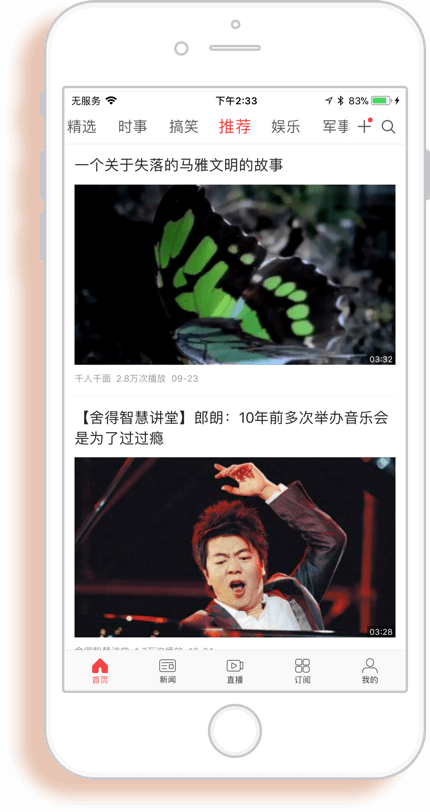 无服务 下午2:33 83%
精选 时事 搞笑 推荐 娱乐 军事
一个关于失落的马雅文明的故事
03:32
千人千面 2.8万次播放 09-23
【舍得智慧讲堂】郎朗：10年前多次举办音乐会
是为了过过瘾
03:28
首页 新闻 直播 订阅 我的